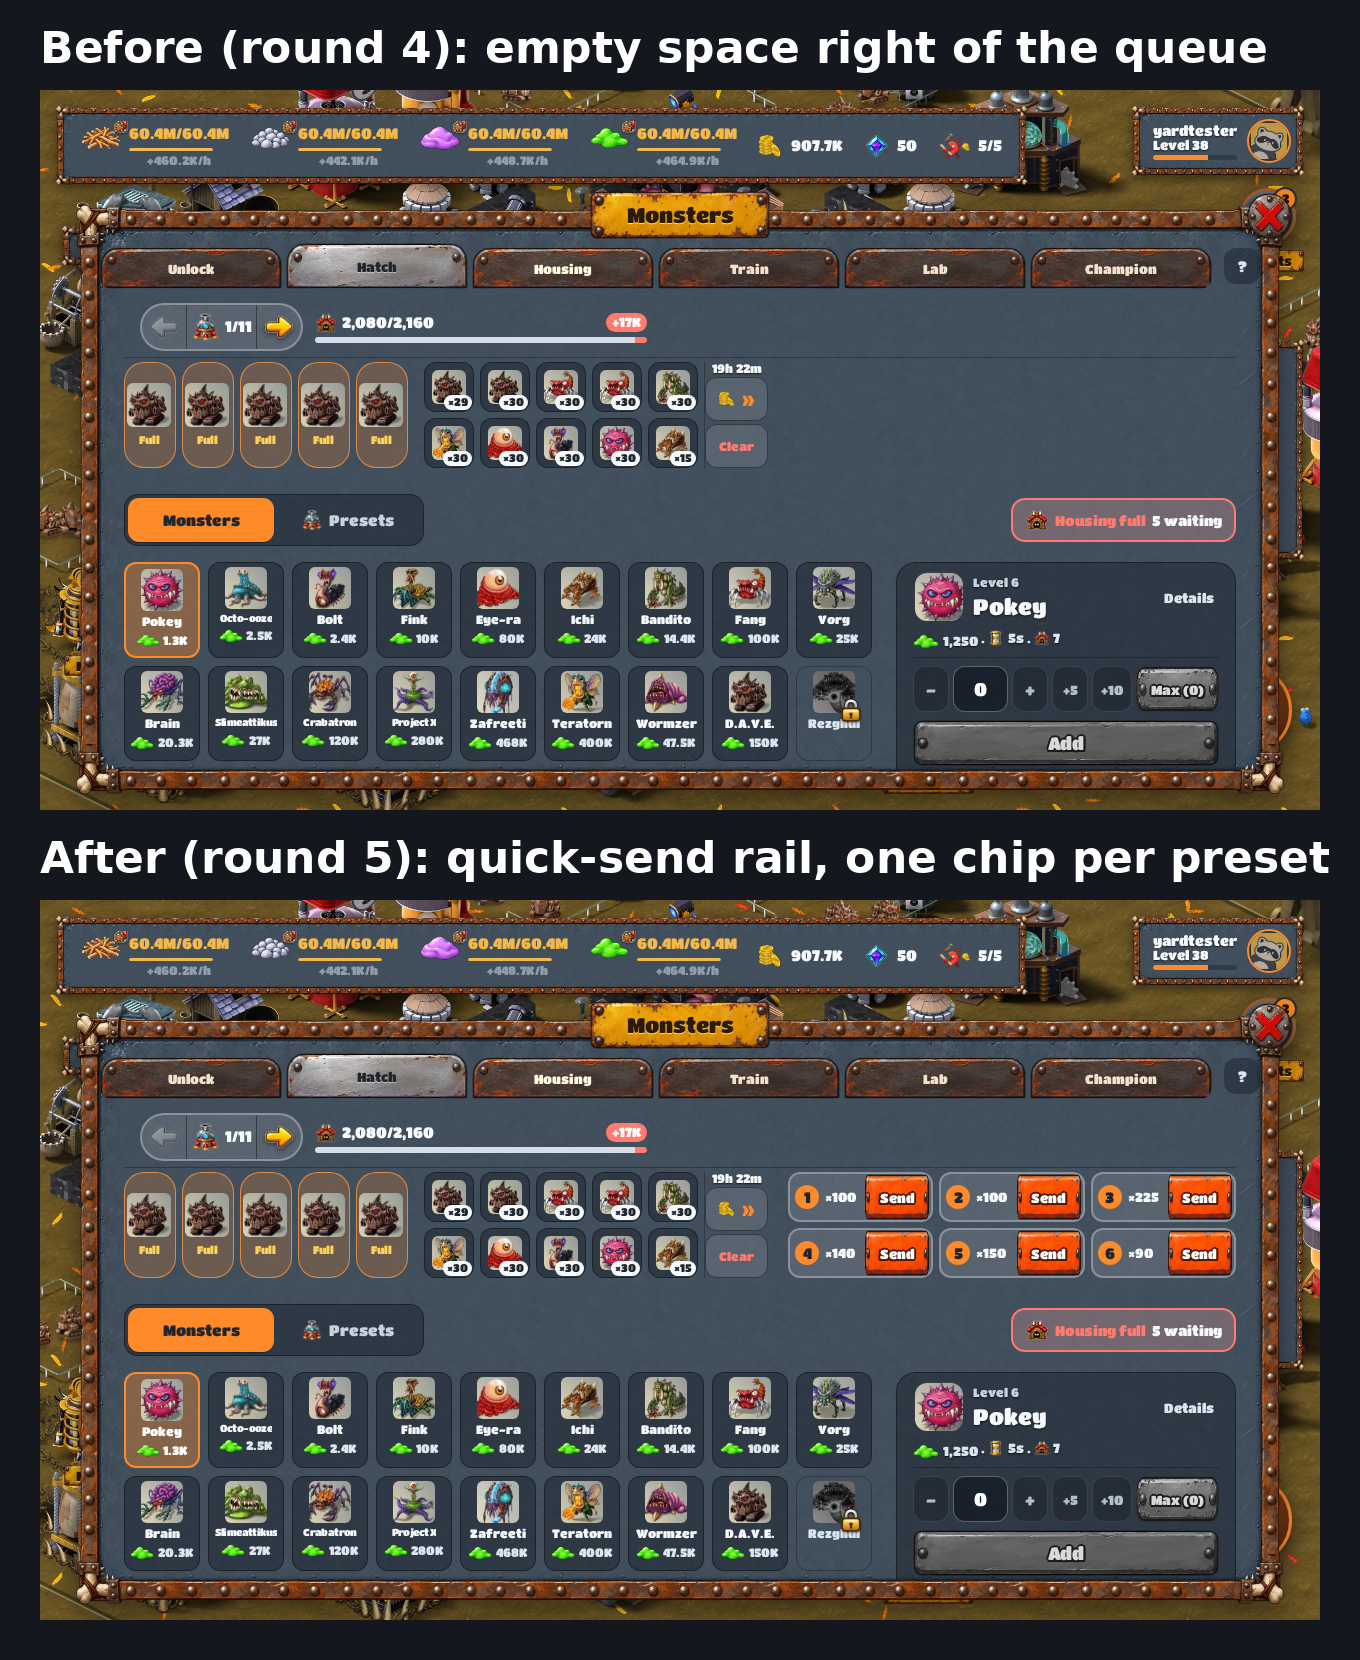 Before (round 4): empty space right of the queue
60.4M/60.4M 60.4M/60.4M 60.4M/60.4M 60.4M/60.4M 907.7K 50 5/5
+460.2K/h +442.1K/h +448.7K/h +464.9K/h
yardtester
Level 38
Monsters
Unlock Hatch Housing Train Lab Champion ?
1/11 2,080/2,160 +17K
Full Full Full Full Full
×29 ×30 ×30 ×30 ×30
19h 22m
×30 ×30 ×30 ×30 ×15
Clear
Monsters Presets
Housing full 5 waiting
Pokey Octo-ooze Bolt Fink Eye-ra Ichi Bandito Fang Vorg
1.3K 2.5K 2.4K 10K 80K 24K 14.4K 100K 25K
Level 6
Pokey
Details
1,250 · 5s · 7
Brain Slimeattikus Crabatron Project X Zafreeti Teratorn Wormzer D.A.V.E. Rezghul
20.3K 27K 120K 280K 468K 400K 47.5K 150K
- 0 + +5 +10 Max (0)
Add
After (round 5): quick-send rail, one chip per preset
60.4M/60.4M 60.4M/60.4M 60.4M/60.4M 60.4M/60.4M 907.7K 50 5/5
+460.2K/h +442.1K/h +448.7K/h +464.9K/h
yardtester
Level 38
Monsters
Unlock Hatch Housing Train Lab Champion ?
1/11 2,080/2,160 +17K
Full Full Full Full Full
×29 ×30 ×30 ×30 ×30
19h 22m
×30 ×30 ×30 ×30 ×15
Clear
1 ×100 Send 2 ×100 Send 3 ×225 Send
4 ×140 Send 5 ×150 Send 6 ×90 Send
Monsters Presets
Housing full 5 waiting
Pokey Octo-ooze Bolt Fink Eye-ra Ichi Bandito Fang Vorg
1.3K 2.5K 2.4K 10K 80K 24K 14.4K 100K 25K
Level 6
Pokey
Details
1,250 · 5s · 7
Brain Slimeattikus Crabatron Project X Zafreeti Teratorn Wormzer D.A.V.E. Rezghul
20.3K 27K 120K 280K 468K 400K 47.5K 150K
- 0 + +5 +10 Max (0)
Add